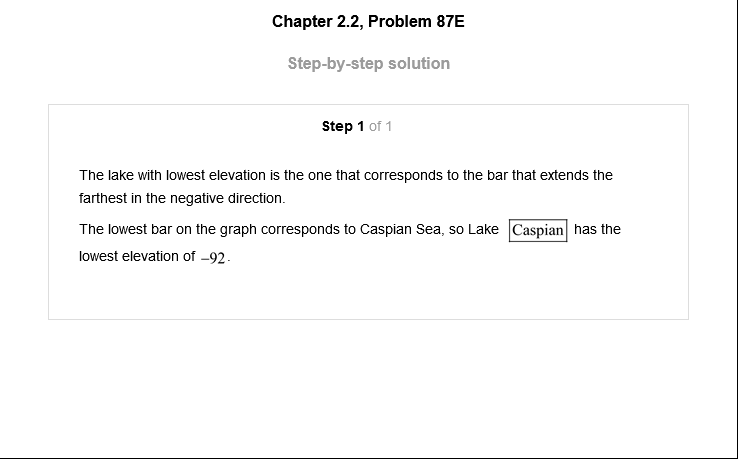 Chapter 2.2, Problem 87E
Step-by-step solution
Step 1 of 1
The lake with lowest elevation is the one that corresponds to the bar that extends the
farthest in the negative direction.
The lowest bar on the graph corresponds to Caspian Sea, so Lake Caspian has the
lowest elevation of –92.